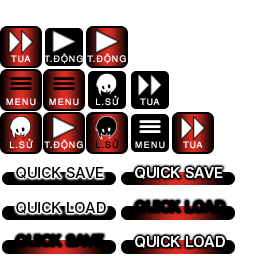 TUA T.ĐỘNG T.ĐỘNG
MENU MENU L.SỬ TUA
L.SỬ T.ĐỘNG L.SỬ MENU TUA
QUICK SAVE QUICK SAVE
QUICK LOAD QUICK LOAD
QUICK SAVE QUICK LOAD